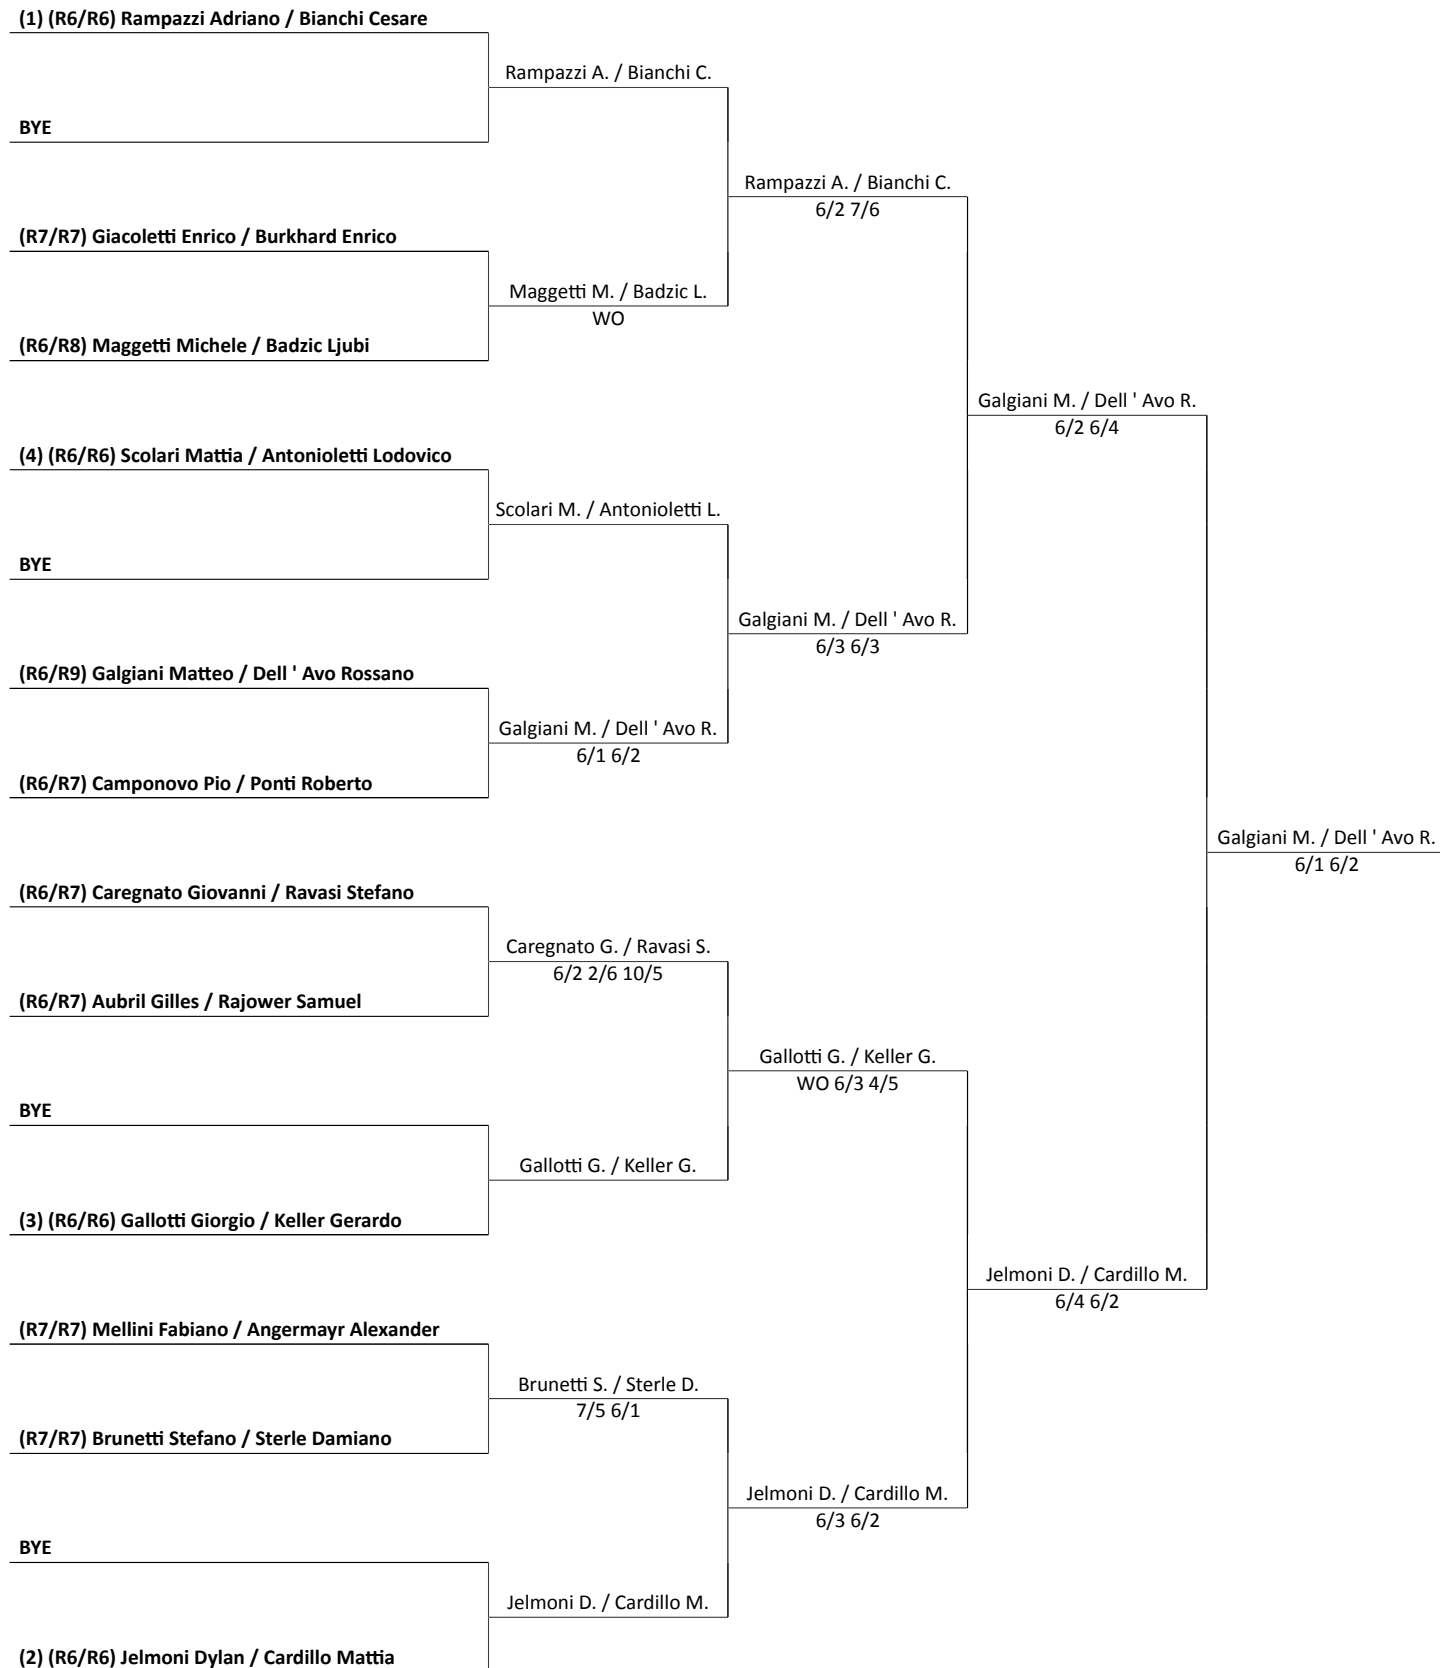 (1) (R6/R6) Rampazzi Adriano / Bianchi Cesare
Rampazzi A. / Bianchi C.
BYE
Rampazzi A. / Bianchi C.
6/2 7/6
(R7/R7) Giacoletti Enrico / Burkhard Enrico
Maggetti M. / Badzic L.
WO
(R6/R8) Maggetti Michele / Badzic Ljubi
Galgiani M. / Dell ' Avo R.
6/2 6/4
(4) (R6/R6) Scolari Mattia / Antonioletti Lodovico
Scolari M. / Antonioletti L.
BYE
Galgiani M. / Dell ' Avo R.
6/3 6/3
(R6/R9) Galgiani Matteo / Dell ' Avo Rossano
Galgiani M. / Dell ' Avo R.
6/1 6/2
(R6/R7) Camponovo Pio / Ponti Roberto
Galgiani M. / Dell ' Avo R.
6/1 6/2
(R6/R7) Caregnato Giovanni / Ravasi Stefano
Caregnato G. / Ravasi S.
6/2 2/6 10/5
(R6/R7) Aubril Gilles / Rajower Samuel
Gallotti G. / Keller G.
WO 6/3 4/5
BYE
Gallotti G. / Keller G.
(3) (R6/R6) Gallotti Giorgio / Keller Gerardo
Jelmoni D. / Cardillo M.
6/4 6/2
(R7/R7) Mellini Fabiano / Angermayr Alexander
Brunetti S. / Sterle D.
7/5 6/1
(R7/R7) Brunetti Stefano / Sterle Damiano
Jelmoni D. / Cardillo M.
6/3 6/2
BYE
Jelmoni D. / Cardillo M.
(2) (R6/R6) Jelmoni Dylan / Cardillo Mattia